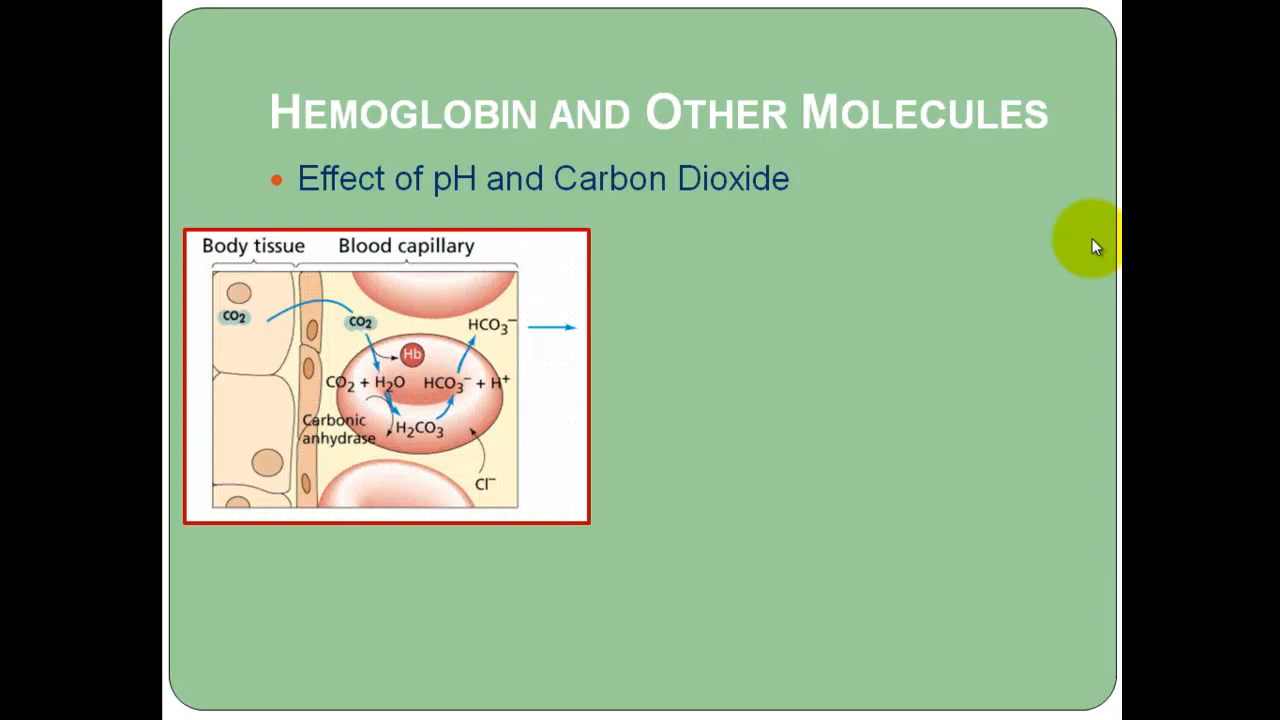 HEMOGLOBIN AND OTHER MOLECULES
• Effect of pH and Carbon Dioxide
Body tissue Blood capillary
CO₂ CO₂ HCO₃⁻
Hb
CO₂ + H₂O HCO₃⁻ + H⁺
Carbonic
anhydrase H₂CO₃
Cl⁻